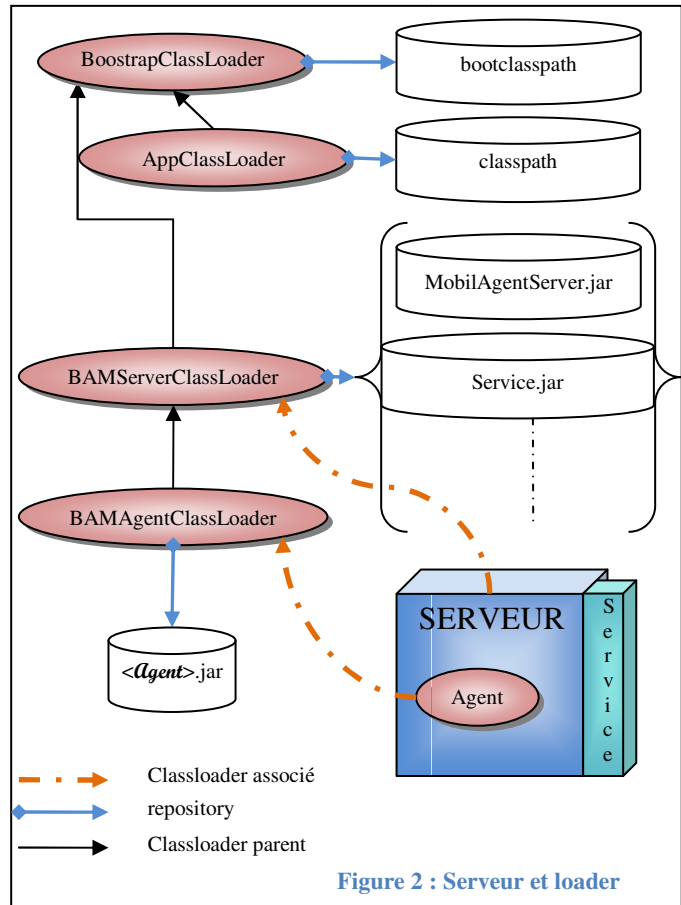 BoostrapClassLoader
bootclasspath
AppClassLoader
classpath
MobilAgentServer.jar
BAMServerClassLoader
Service.jar
BAMAgentClassLoader
SERVEUR
Service
Agent
<Agent>.jar
Classloader associé
repository
Classloader parent
Figure 2 : Serveur et loader